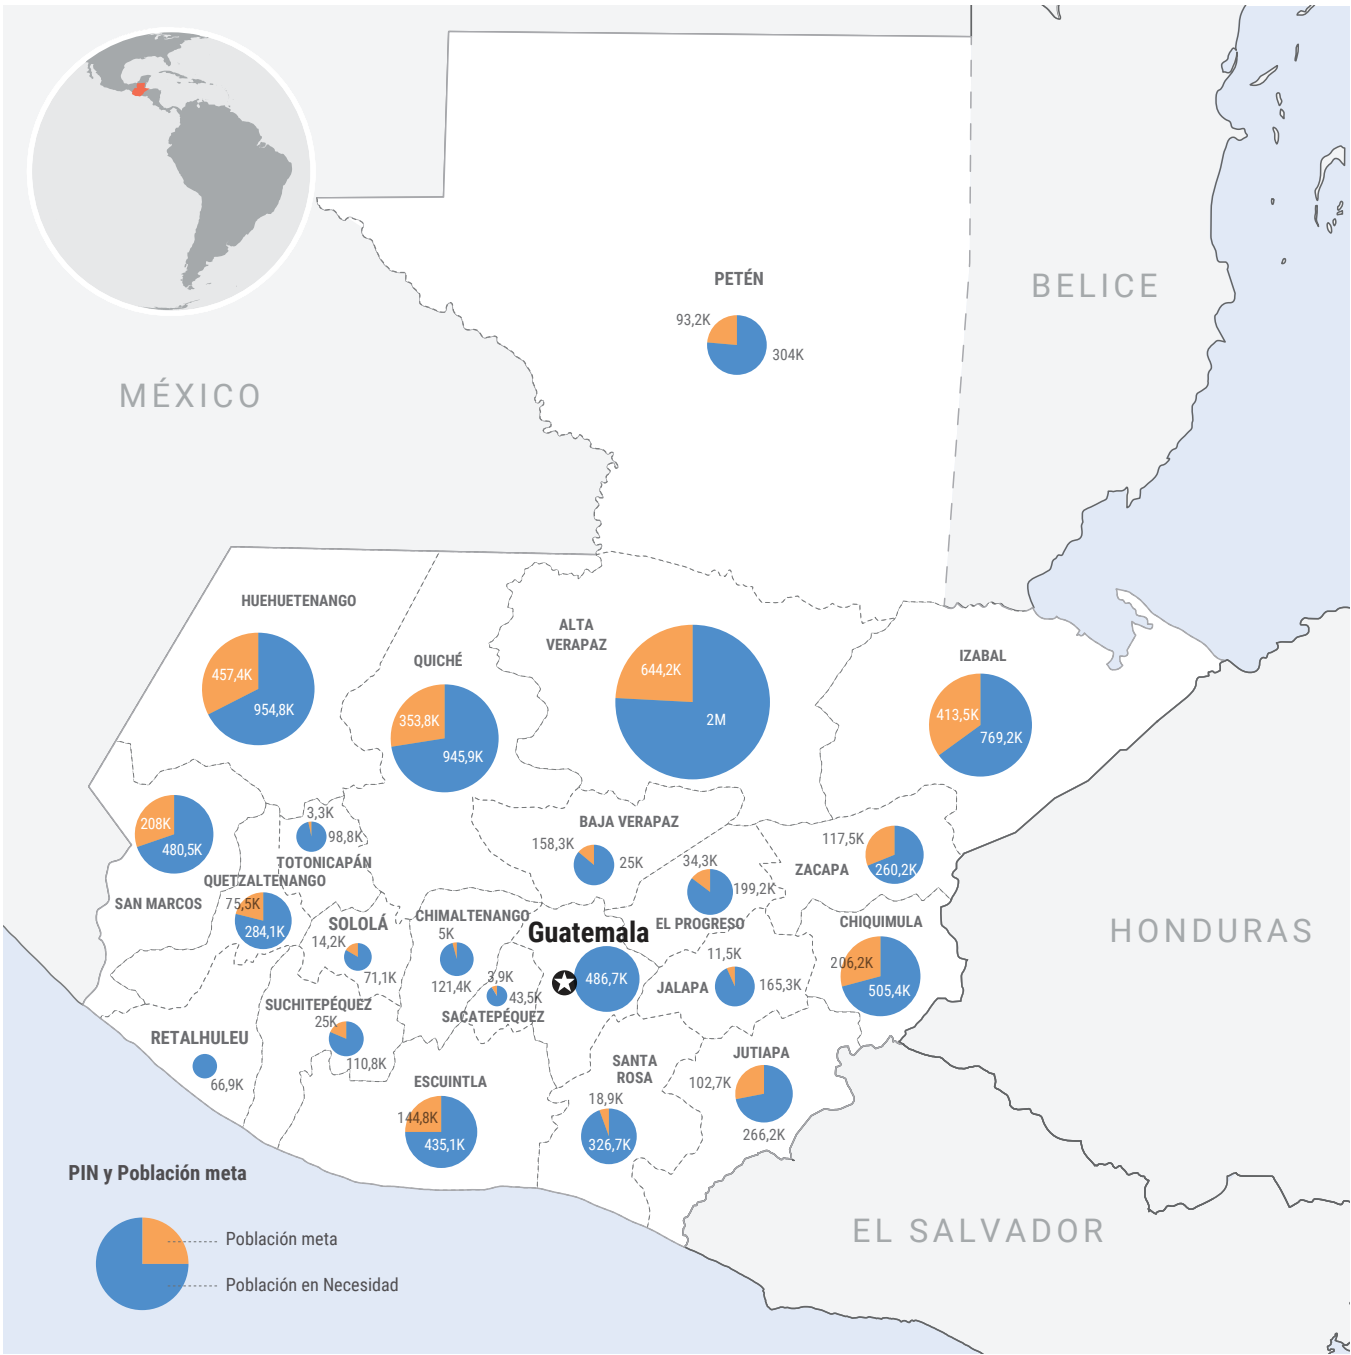 PETÉN
93,2K
304K
BELICE
MÉXICO
HUEHUETENANGO
457,4K
954,8K
QUICHÉ
353,8K
945,9K
ALTA
VERAPAZ
644,2K
2M
IZABAL
413,5K
769,2K
208K
480,5K
SAN MARCOS
3,3K
98,8K
TOTONICAPÁN
QUETZALTENANGO
75,5K
284,1K
BAJA VERAPAZ
158,3K
25K
117,5K
ZACAPA
260,2K
34,3K
199,2K
EL PROGRESO
CHIQUIMULA
206,2K
505,4K
HONDURAS
SOLOLÁ
14,2K
71,1K
CHIMALTENANGO
5K
121,4K
Guatemala
486,7K
3,9K
43,5K
SACATEPÉQUEZ
11,5K
JALAPA
165,3K
SUCHITEPÉQUEZ
25K
110,8K
RETALHULEU
66,9K
ESCUINTLA
144,8K
435,1K
SANTA
ROSA
18,9K
326,7K
JUTIAPA
102,7K
266,2K
EL SALVADOR
PIN y Población meta
Población meta
Población en Necesidad